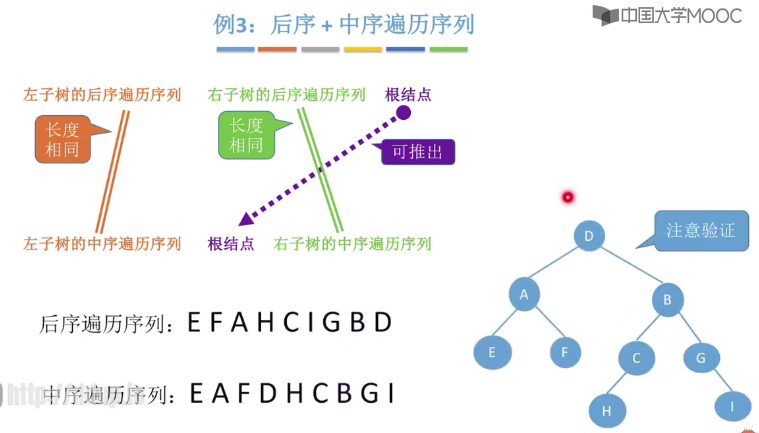 例3：后序 + 中序遍历序列
中国大学MOOC
左子树的后序遍历序列 右子树的后序遍历序列 根结点
长度
相同
长度
相同
可推出
左子树的中序遍历序列 根结点 右子树的中序遍历序列
注意验证
D
A
B
E
F
C
G
H
I
后序遍历序列：E F A H C I G B D
中序遍历序列：E A F D H C B G I